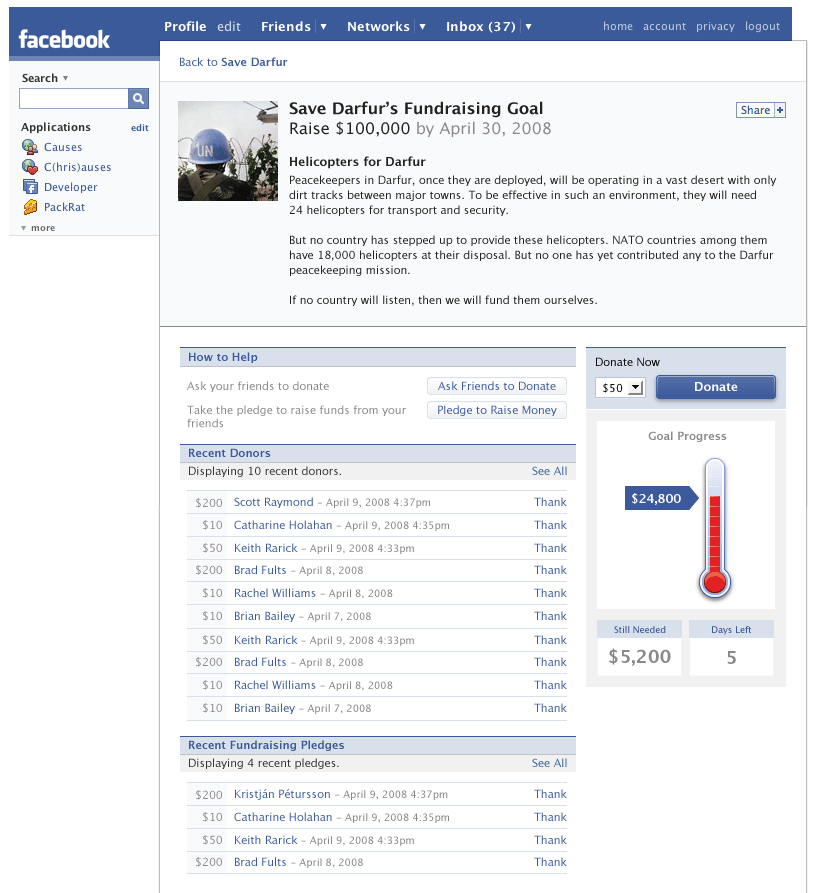 facebook
Profile edit Friends Networks Inbox (37) home account privacy logout
Search
Applications edit
Causes
C(hris)auses
Developer
PackRat
more
Back to Save Darfur
UN
Save Darfur's Fundraising Goal
Share +
Raise $100,000 by April 30, 2008
Helicopters for Darfur
Peacekeepers in Darfur, once they are deployed, will be operating in a vast desert with only
dirt tracks between major towns. To be effective in such an environment, they will need
24 helicopters for transport and security.
But no country has stepped up to provide these helicopters. NATO countries among them
have 18,000 helicopters at their disposal. But no one has yet contributed any to the Darfur
peacekeeping mission.
If no country will listen, then we will fund them ourselves.
How to Help
Ask your friends to donate Ask Friends to Donate
Take the pledge to raise funds from your Pledge to Raise Money
friends
Recent Donors
Displaying 10 recent donors. See All
$200 Scott Raymond – April 9, 2008 4:37pm Thank
$10 Catharine Holahan – April 9, 2008 4:35pm Thank
$50 Keith Rarick – April 9, 2008 4:33pm Thank
$200 Brad Fults – April 8, 2008 Thank
$10 Rachel Williams – April 8, 2008 Thank
$10 Brian Bailey – April 7, 2008 Thank
$50 Keith Rarick – April 9, 2008 4:33pm Thank
$200 Brad Fults – April 8, 2008 Thank
$10 Rachel Williams – April 8, 2008 Thank
$10 Brian Bailey – April 7, 2008 Thank
Recent Fundraising Pledges
Displaying 4 recent pledges. See All
$200 Kristján Pétursson – April 9, 2008 4:37pm Thank
$10 Catharine Holahan – April 9, 2008 4:35pm Thank
$50 Keith Rarick – April 9, 2008 4:33pm Thank
$200 Brad Fults – April 8, 2008 Thank
Donate Now
$50 Donate
Goal Progress
$24,800
Still Needed Days Left
$5,200 5